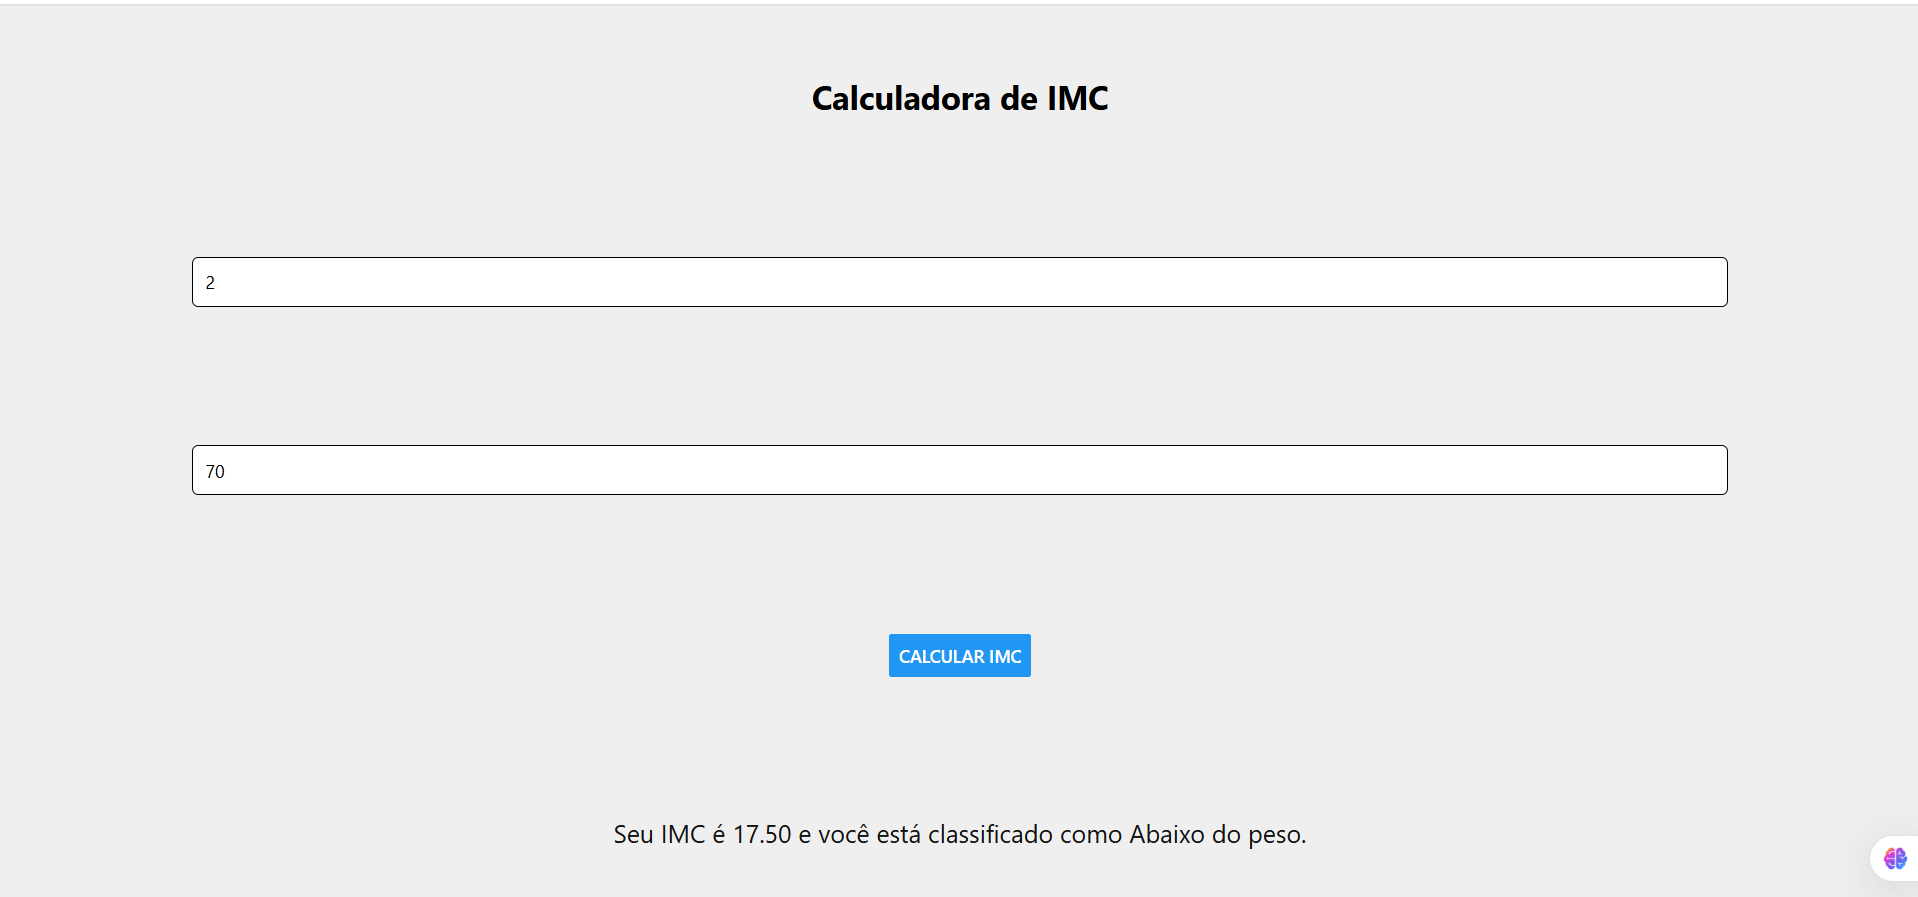 Calculadora de IMC
2
70
CALCULAR IMC
Seu IMC é 17.50 e você está classificado como Abaixo do peso.